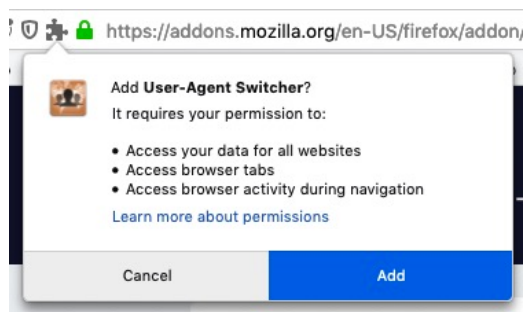 https://addons.mozilla.org/en-US/firefox/addon/
Add User-Agent Switcher?
It requires your permission to:
• Access your data for all websites
• Access browser tabs
• Access browser activity during navigation
Learn more about permissions
Cancel
Add